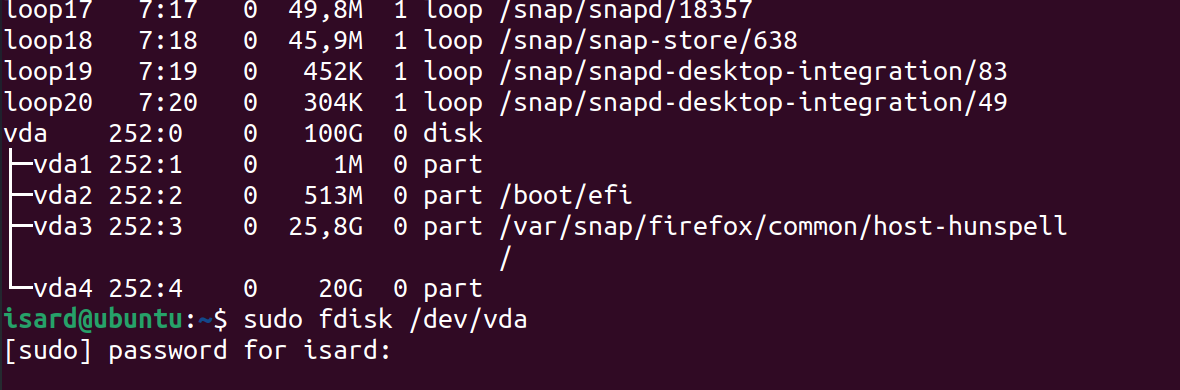 loop17   7:17   0  49,8M  1 loop /snap/snapd/18357
loop18   7:18   0  45,9M  1 loop /snap/snap-store/638
loop19   7:19   0   452K  1 loop /snap/snapd-desktop-integration/83
loop20   7:20   0   304K  1 loop /snap/snapd-desktop-integration/49
vda    252:0    0   100G  0 disk
├─vda1 252:1    0     1M  0 part
├─vda2 252:2    0   513M  0 part /boot/efi
├─vda3 252:3    0  25,8G  0 part /var/snap/firefox/common/host-hunspell
│                                /
└─vda4 252:4    0    20G  0 part
isard@ubuntu:~$ sudo fdisk /dev/vda
[sudo] password for isard: